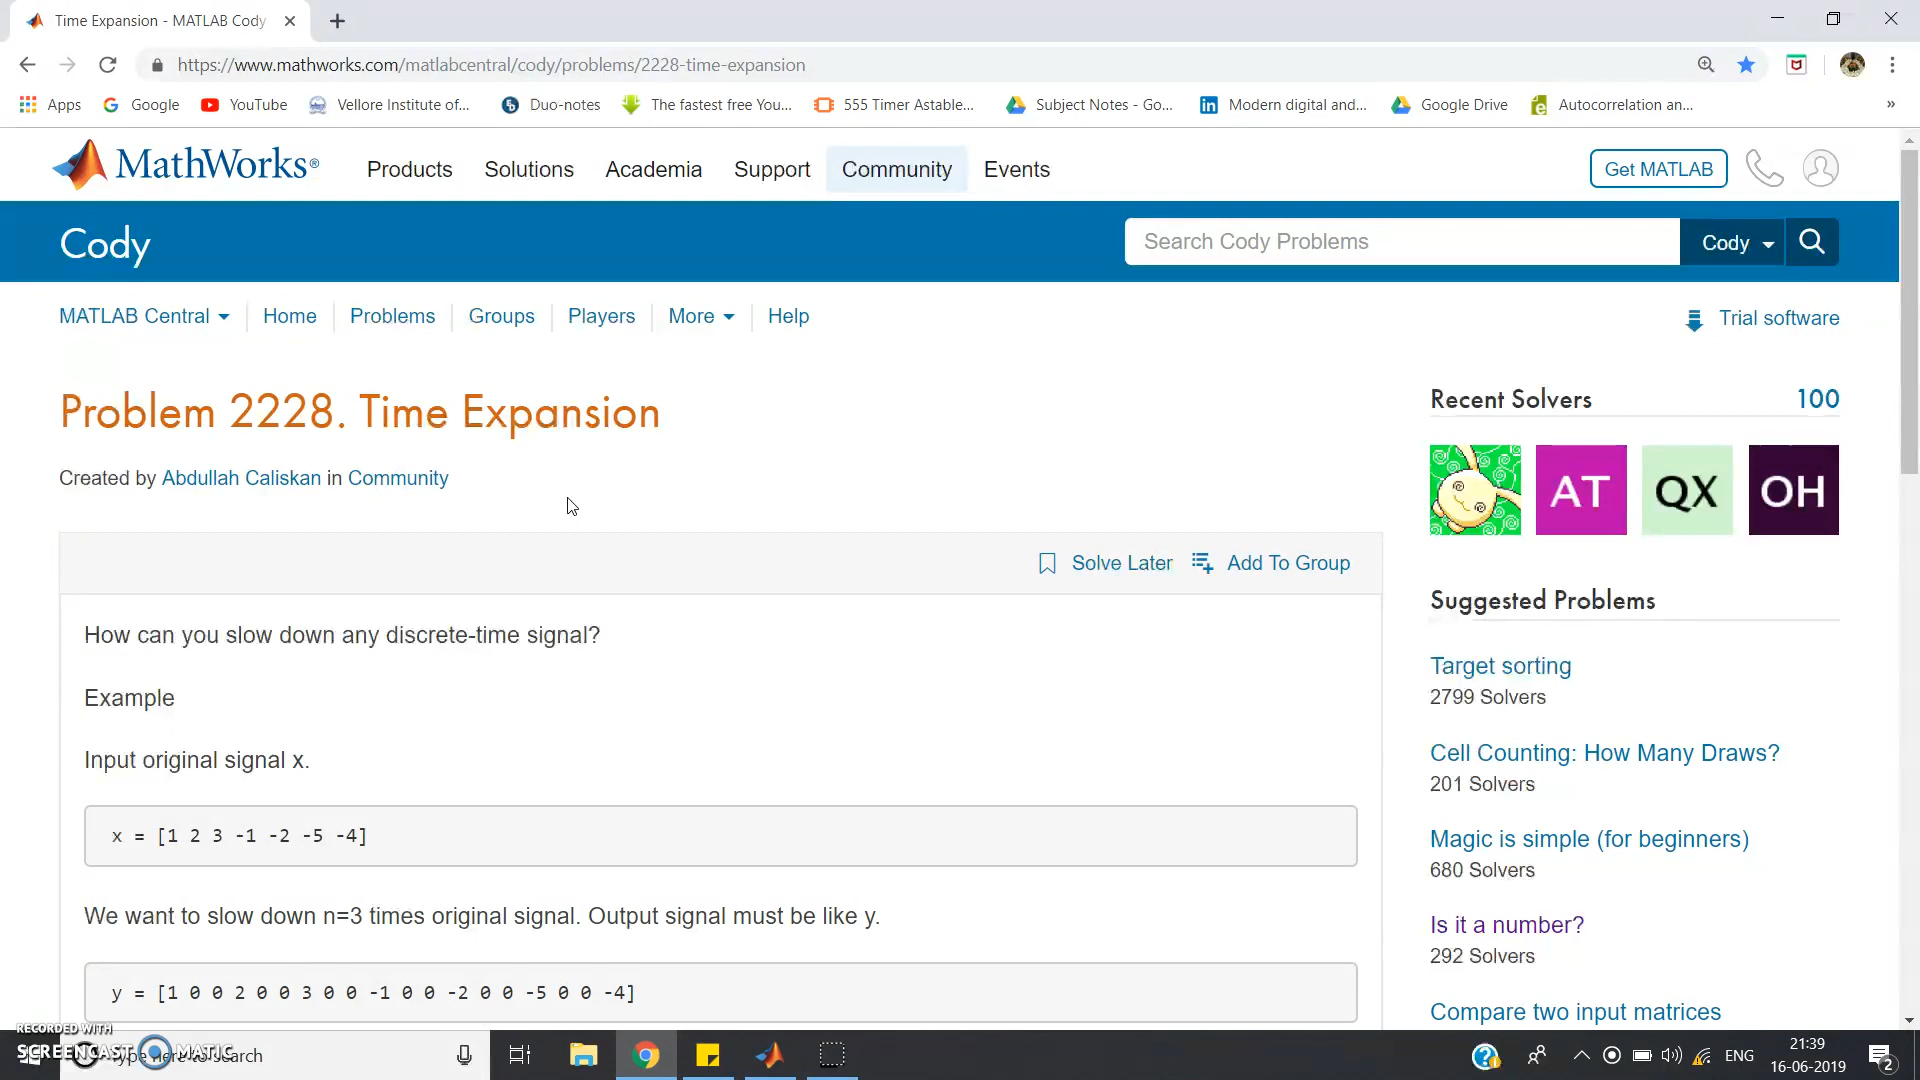 Time Expansion - MATLAB Cody
https://www.mathworks.com/matlabcentral/cody/problems/2228-time-expansion
Apps Google YouTube Vellore Institute of... Duo-notes The fastest free You... 555 Timer Astable... Subject Notes - Go... Modern digital and... Google Drive Autocorrelation an... »
MathWorks® Products Solutions Academia Support Community Events Get MATLAB
Cody Search Cody Problems Cody
MATLAB Central Home Problems Groups Players More Help Trial software
Problem 2228. Time Expansion
Created by Abdullah Caliskan in Community
Solve Later Add To Group
How can you slow down any discrete-time signal?
Example
Input original signal x.
x = [1 2 3 -1 -2 -5 -4]
We want to slow down n=3 times original signal. Output signal must be like y.
y = [1 0 0 2 0 0 3 0 0 -1 0 0 -2 0 0 -5 0 0 -4]
Recent Solvers 100
AT QX OH
Suggested Problems
Target sorting
2799 Solvers
Cell Counting: How Many Draws?
201 Solvers
Magic is simple (for beginners)
680 Solvers
Is it a number?
292 Solvers
Compare two input matrices
RECORDED WITH
SCREENCAST MATIC
Type here to search
ENG
21:39
16-06-2019
2